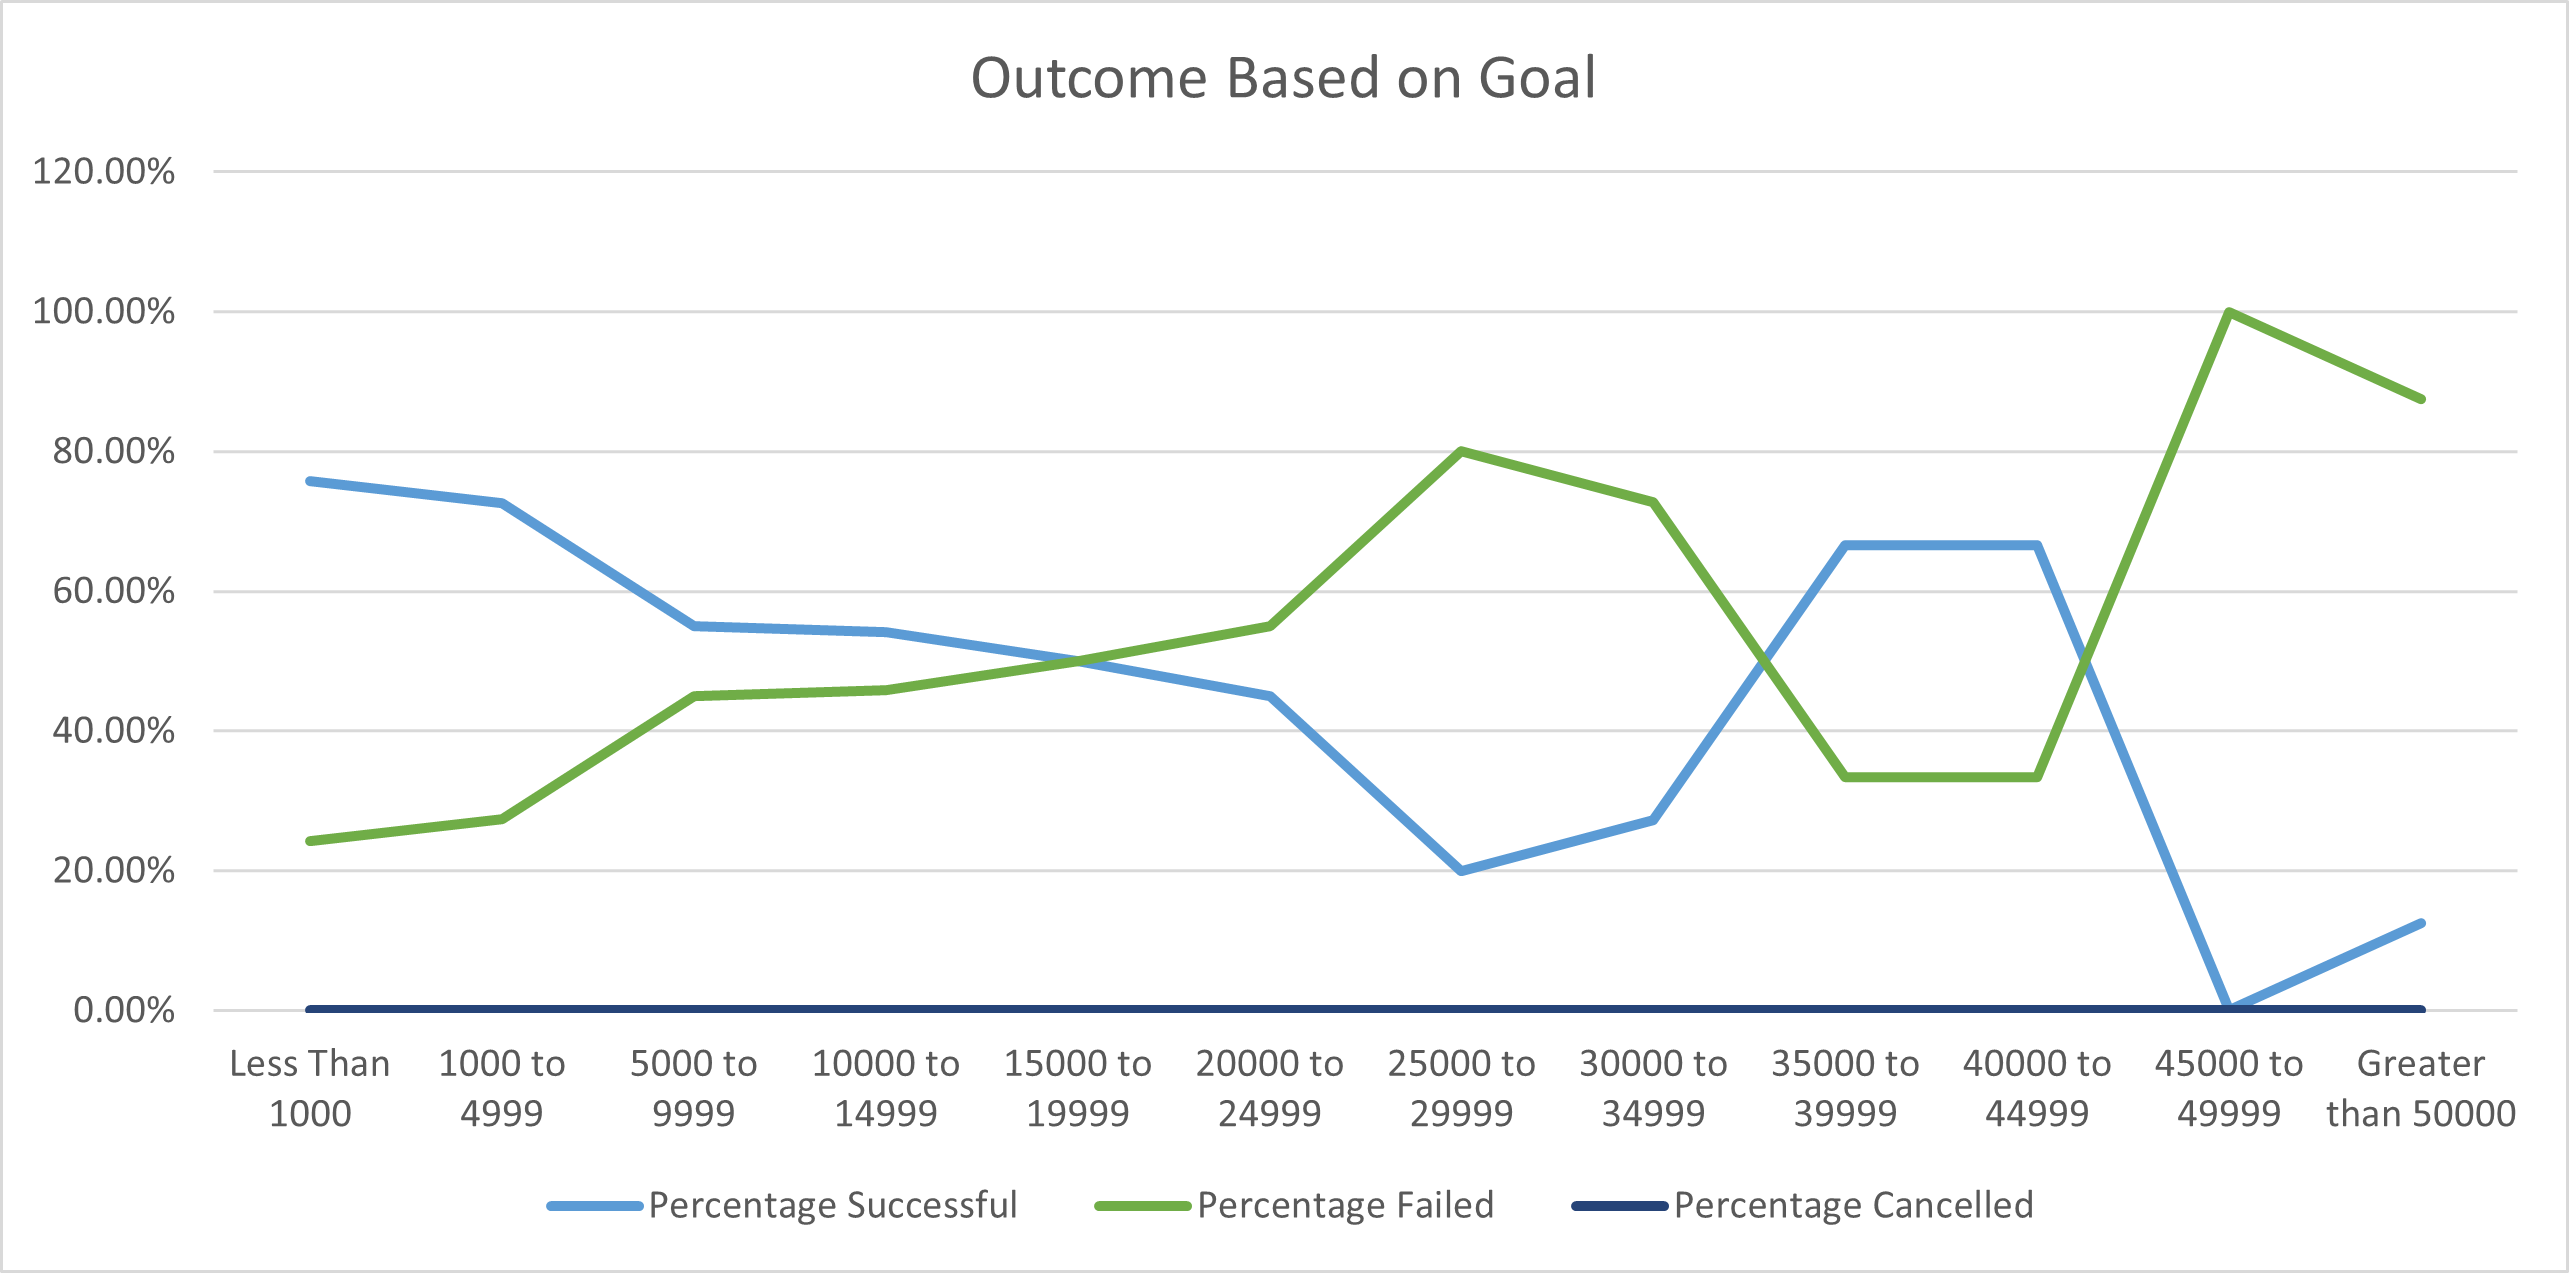 Outcome Based on Goal
120.00%
100.00%
80.00%
60.00%
40.00%
20.00%
0.00%
Less Than 1000
1000 to 4999
5000 to 9999
10000 to 14999
15000 to 19999
20000 to 24999
25000 to 29999
30000 to 34999
35000 to 39999
40000 to 44999
45000 to 49999
Greater than 50000
Percentage Successful
Percentage Failed
Percentage Cancelled